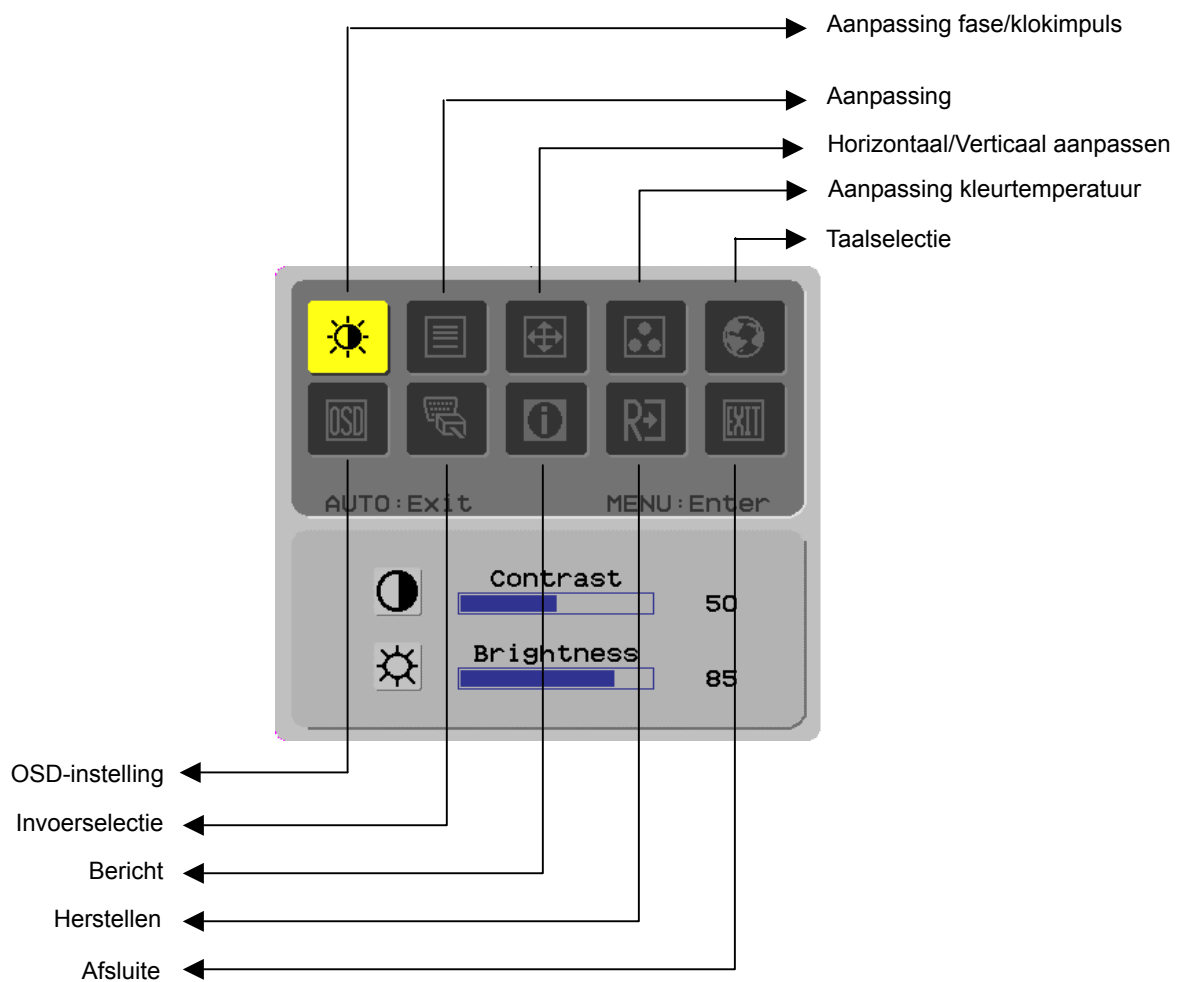 Aanpassing fase/klokimpuls
Aanpassing
Horizontaal/Verticaal aanpassen
Aanpassing kleurtemperatuur
Taalselectie
OSD
i
R
EXIT
AUTO:Exit MENU:Enter
Contrast
50
Brightness
85
OSD-instelling
Invoerselectie
Bericht
Herstellen
Afsluite